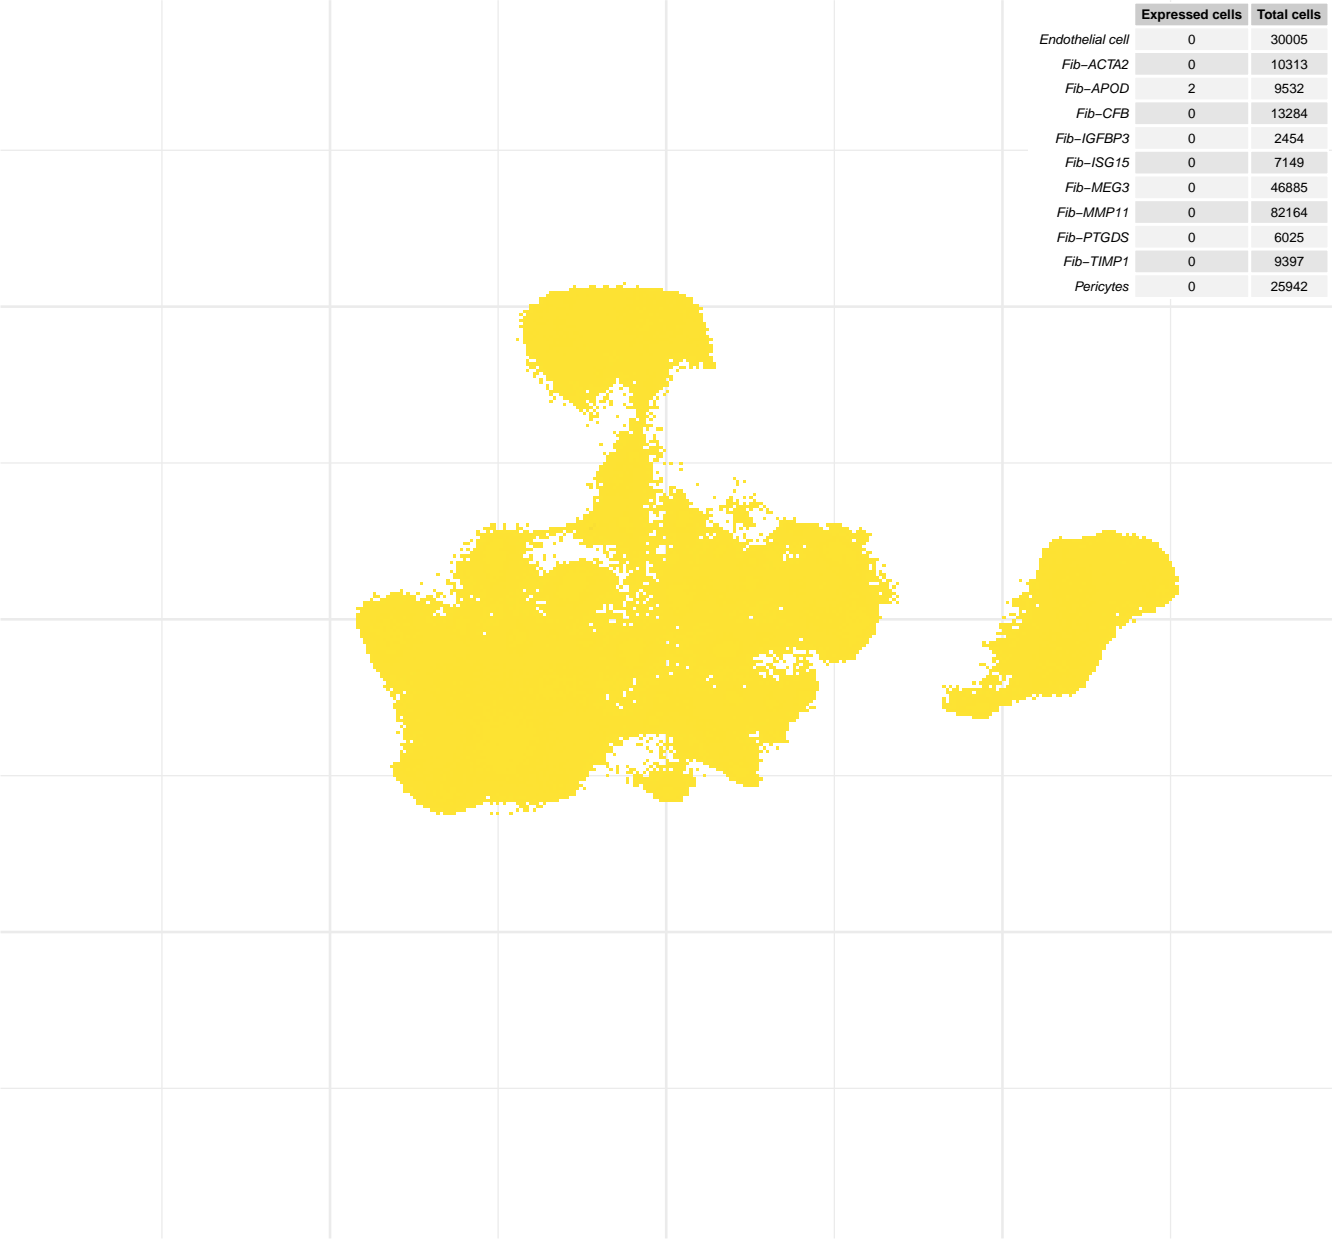 Expressed cells Total cells
Endothelial cell 0 30005
Fib−ACTA2 0 10313
Fib−APOD 2 9532
Fib−CFB 0 13284
Fib−IGFBP3 0 2454
Fib−ISG15 0 7149
Fib−MEG3 0 46885
Fib−MMP11 0 82164
Fib−PTGDS 0 6025
Fib−TIMP1 0 9397
Pericytes 0 25942